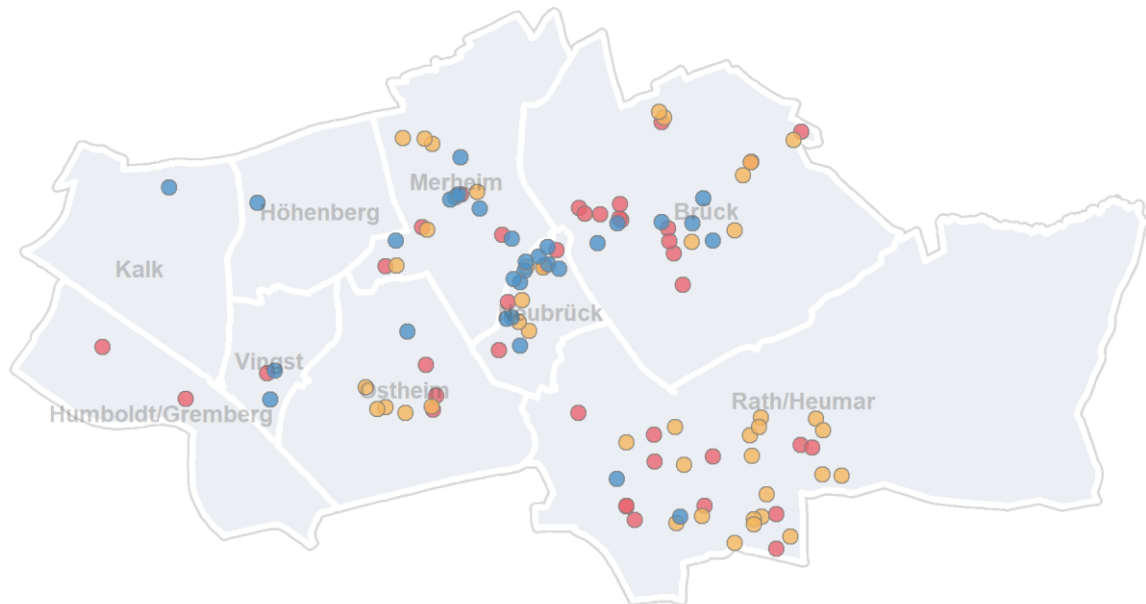 Merheim
Höhenberg
Brück
Kalk
Neubrück
Vingst
Ostheim
Rath/Heumar
Humboldt/Gremberg